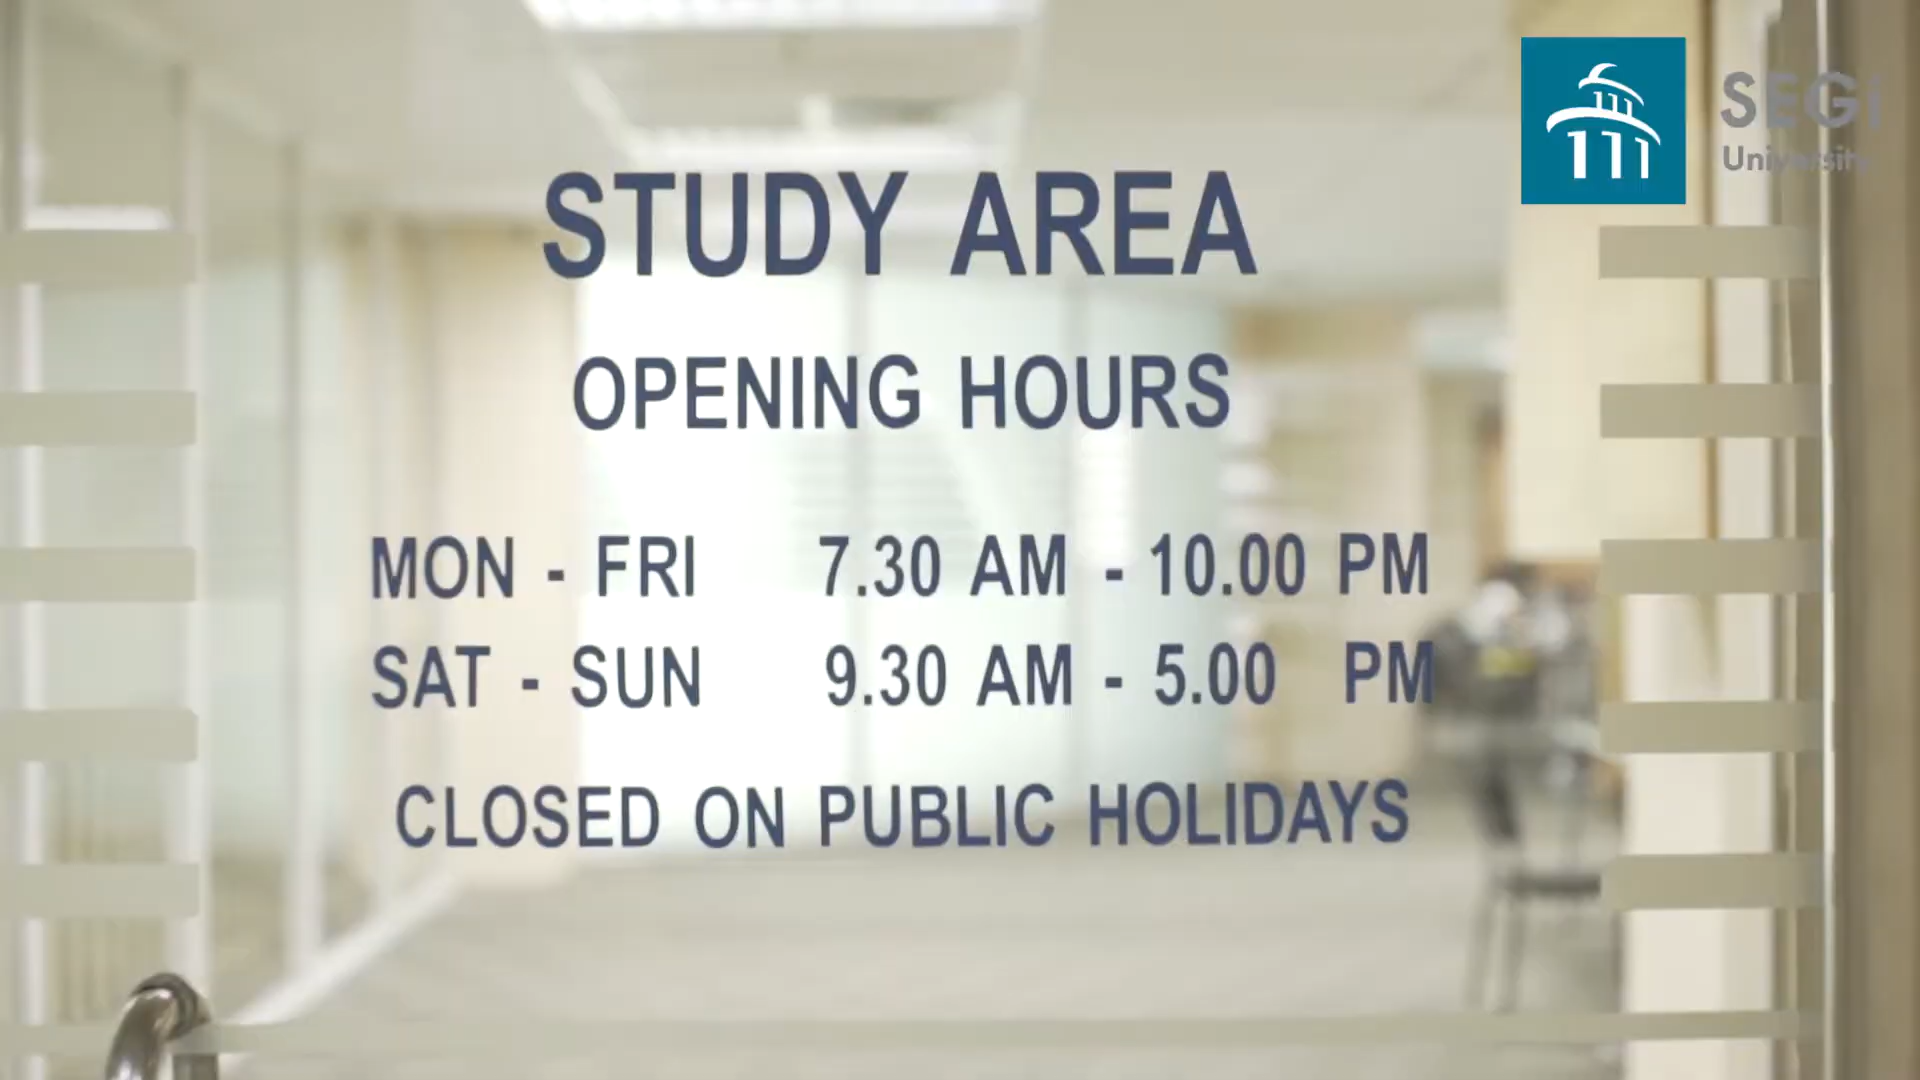 SEGi
University
STUDY AREA
OPENING HOURS
MON - FRI 7.30 AM - 10.00 PM
SAT - SUN 9.30 AM - 5.00 PM
CLOSED ON PUBLIC HOLIDAYS